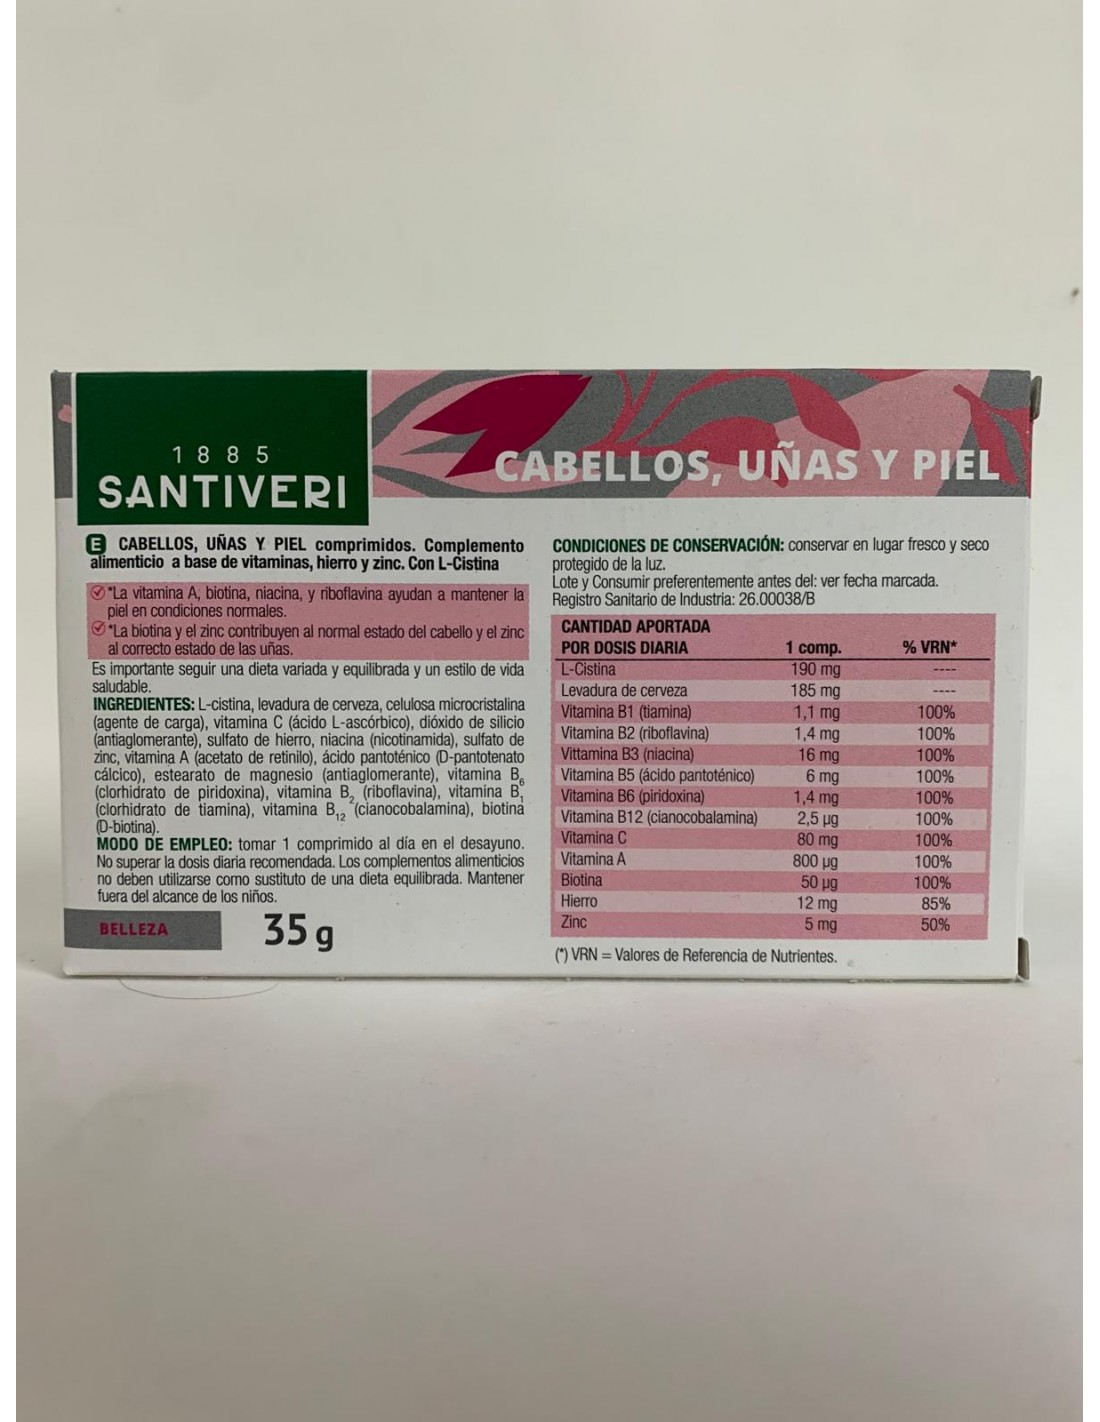 1885
SANTIVERI
CABELLOS, UÑAS Y PIEL
E CABELLOS, UÑAS Y PIEL comprimidos. Complemento
alimenticio a base de vitaminas, hierro y zinc. Con L-Cistina
*La vitamina A, biotina, niacina, y riboflavina ayudan a mantener la
piel en condiciones normales.
*La biotina y el zinc contribuyen al normal estado del cabello y el zinc
al correcto estado de las uñas.
Es importante seguir una dieta variada y equilibrada y un estilo de vida
saludable.
INGREDIENTES: L-cistina, levadura de cerveza, celulosa microcristalina
(agente de carga), vitamina C (ácido L-ascórbico), dióxido de silicio
(antiaglomerante), sulfato de hierro, niacina (nicotinamida), sulfato de
zinc, vitamina A (acetato de retinilo), ácido pantoténico (D-pantotenato
cálcico), estearato de magnesio (antiaglomerante), vitamina B6
(clorhidrato de piridoxina), vitamina B2 (riboflavina), vitamina B1
(clorhidrato de tiamina), vitamina B12 (cianocobalamina), biotina
(D-biotina).
MODO DE EMPLEO: tomar 1 comprimido al día en el desayuno.
No superar la dosis diaria recomendada. Los complementos alimenticios
no deben utilizarse como sustituto de una dieta equilibrada. Mantener
fuera del alcance de los niños.
BELLEZA
35 g
CONDICIONES DE CONSERVACIÓN: conservar en lugar fresco y seco
protegido de la luz.
Lote y Consumir preferentemente antes del: ver fecha marcada.
Registro Sanitario de Industria: 26.00038/B
CANTIDAD APORTADA
POR DOSIS DIARIA 1 comp. % VRN*
L-Cistina 190 mg ----
Levadura de cerveza 185 mg ----
Vitamina B1 (tiamina) 1,1 mg 100%
Vitamina B2 (riboflavina) 1,4 mg 100%
Vittamina B3 (niacina) 16 mg 100%
Vitamina B5 (ácido pantoténico) 6 mg 100%
Vitamina B6 (piridoxina) 1,4 mg 100%
Vitamina B12 (cianocobalamina) 2,5 µg 100%
Vitamina C 80 mg 100%
Vitamina A 800 µg 100%
Biotina 50 µg 100%
Hierro 12 mg 85%
Zinc 5 mg 50%
(*) VRN = Valores de Referencia de Nutrientes.